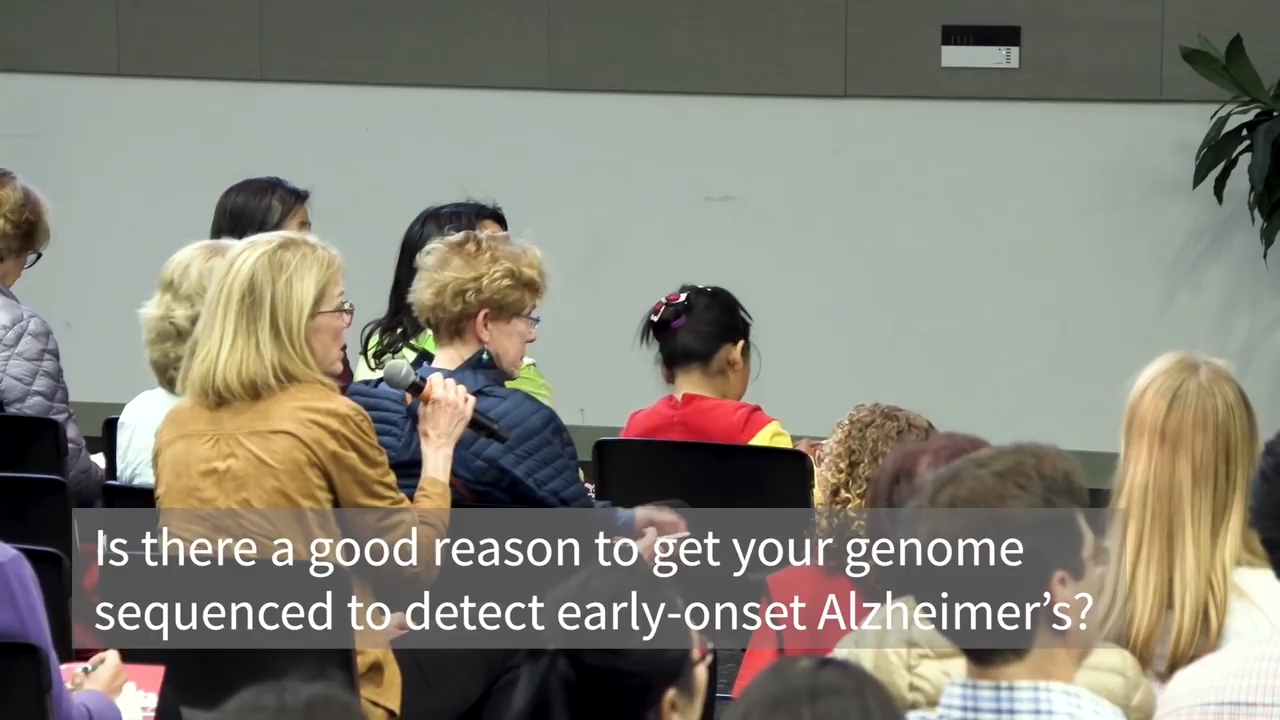 Is there a good reason to get your genome
sequenced to detect early-onset Alzheimer’s?